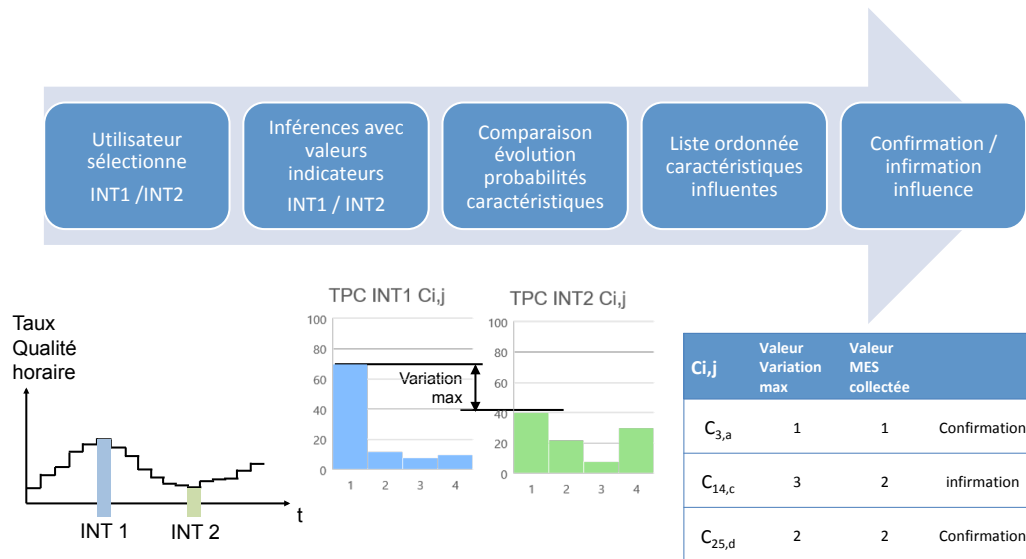 Utilisateur
sélectionne
INT1 /INT2
Inférences avec
valeurs
indicateurs
INT1 / INT2
Comparaison
évolution
probabilités
caractéristiques
Liste ordonnée
caractéristiques
influentes
Confirmation /
infirmation
influence
Taux
Qualité
horaire
INT 1
INT 2
t
TPC INT1 Ci,j
100
80
60
40
20
0
1 2 3 4
Variation
max
TPC INT2 Ci,j
100
80
60
40
20
0
1 2 3 4
Ci,j
Valeur
Variation
max
Valeur
MES
collectée
C3,a 1 1 Confirmation
C14,c 3 2 infirmation
C25,d 2 2 Confirmation